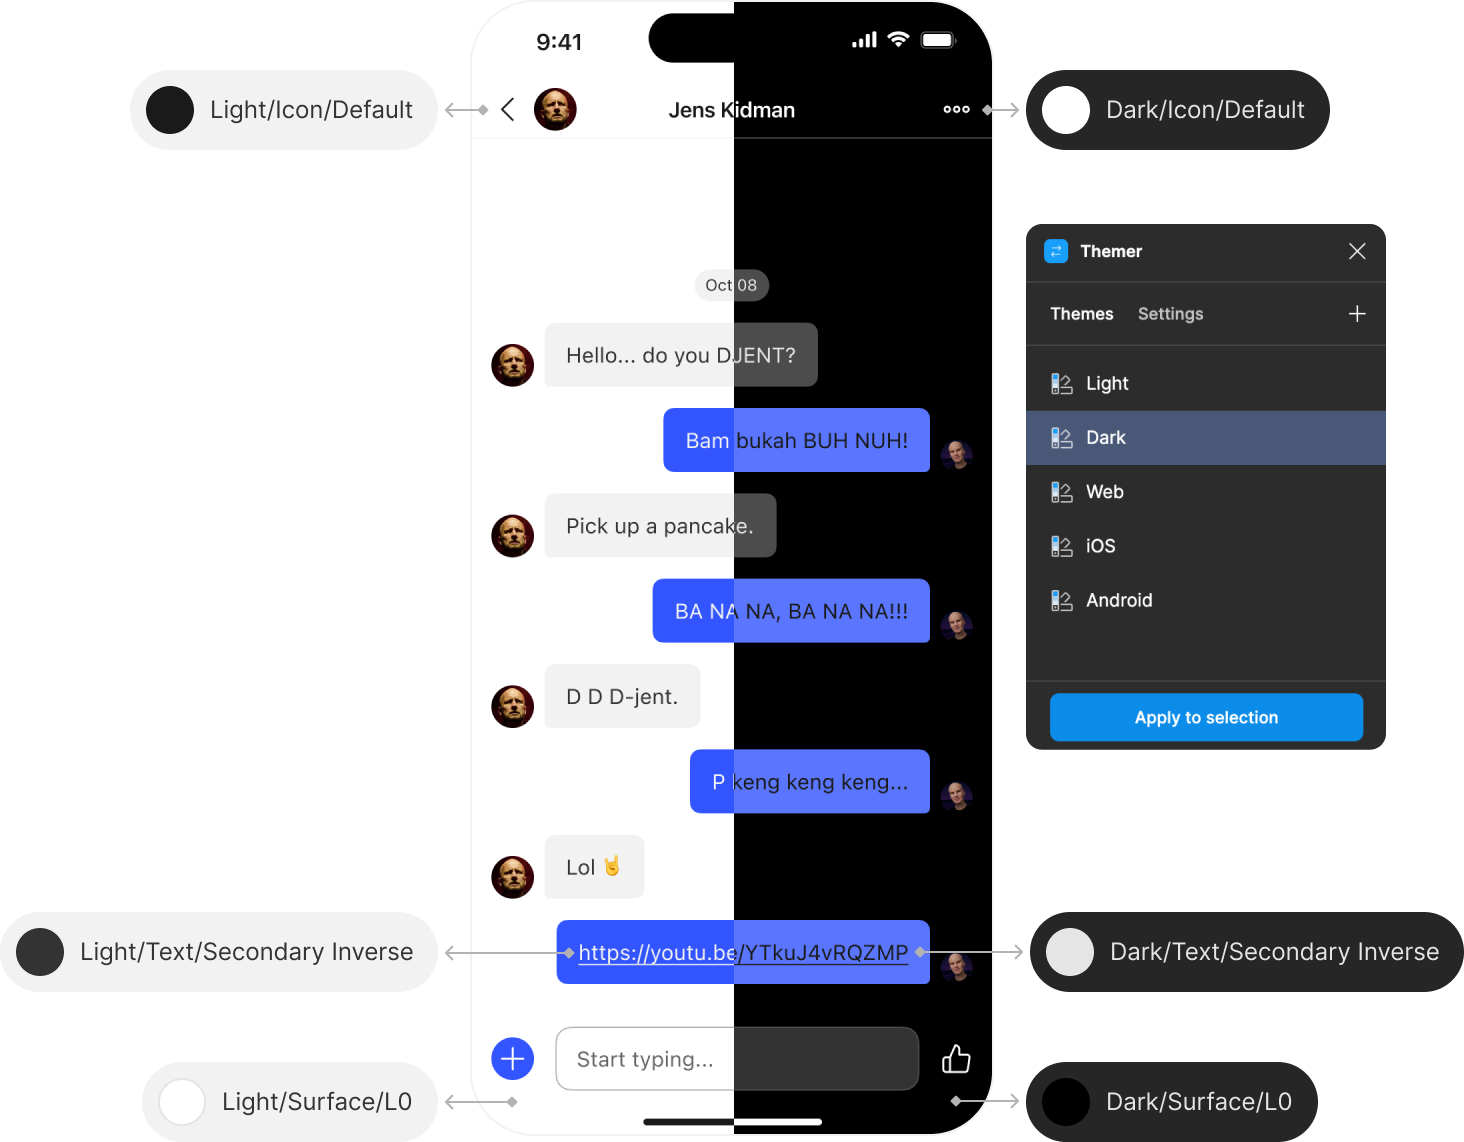 9:41
Light/Icon/Default
Jens Kidman
Dark/Icon/Default
Themer
Themes Settings
Light
Dark
Web
iOS
Android
Apply to selection
Oct 08
Hello... do you DJENT?
Bam bukah BUH NUH!
Pick up a pancake.
BA NA NA, BA NA NA!!!
D D D-jent.
P keng keng keng...
Lol 🤘
Light/Text/Secondary Inverse
https://youtu.be/YTkuJ4vRQZMP
Dark/Text/Secondary Inverse
Start typing...
Light/Surface/L0
Dark/Surface/L0